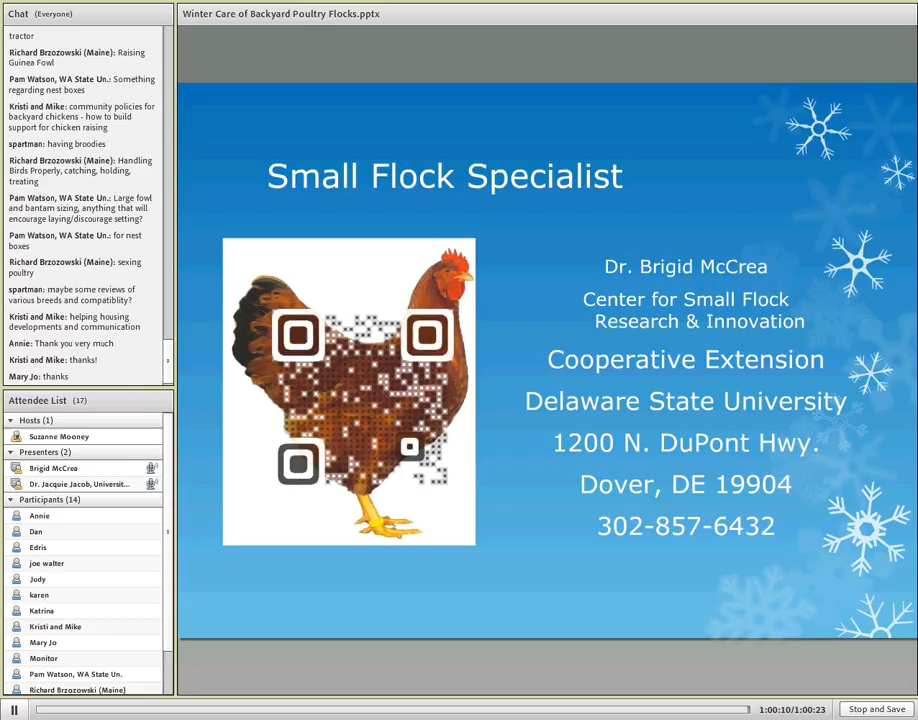 Chat (Everyone)
tractor
Richard Brzozowski (Maine): Raising
Guinea Fowl
Pam Watson, WA State Un.: Something
regarding nest boxes
Kristi and Mike: community policies for
backyard chickens - how to build
support for chicken raising
spartman: having broodies
Richard Brzozowski (Maine): Handling
Birds Properly, catching, holding,
treating
Pam Watson, WA State Un.: Large fowl
and bantam sizing, anything that will
encourage laying/discourage setting?
Pam Watson, WA State Un.: for nest
boxes
Richard Brzozowski (Maine): sexing
poultry
spartman: maybe some reviews of
various breeds and compatiblity?
Kristi and Mike: helping housing
developments and communication
Annie: Thank you very much
Kristi and Mike: thanks!
Mary Jo: thanks
Attendee List (17)
Hosts (1)
Suzanne Mooney
Presenters (2)
Brigid McCrea
Dr. Jacquie Jacob, Universit...
Participants (14)
Annie
Dan
Edris
joe walter
Judy
karen
Katrina
Kristi and Mike
Mary Jo
Monitor
Pam Watson, WA State Un.
Richard Brzozowski (Maine)
Winter Care of Backyard Poultry Flocks.pptx
Small Flock Specialist
Dr. Brigid McCrea
Center for Small Flock
Research & Innovation
Cooperative Extension
Delaware State University
1200 N. DuPont Hwy.
Dover, DE 19904
302-857-6432
1:00:10/1:00:23
Stop and Save